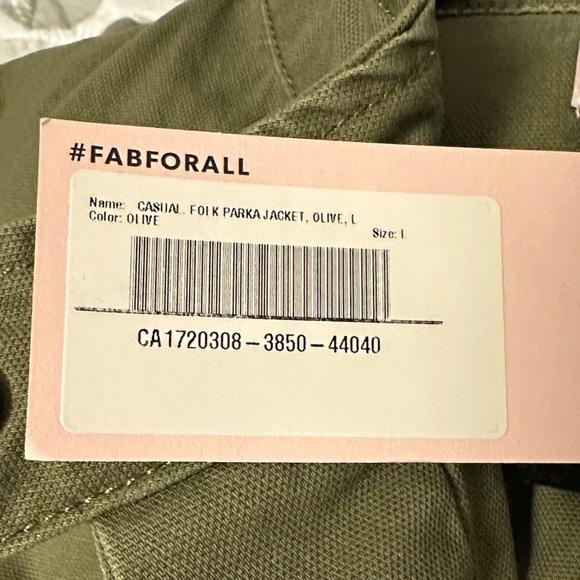 #FABFORALL
Name: CASUAL, FOLK PARKA JACKET, OLIVE, L
Color: OLIVE
Size: L
CA1720308-3850-44040